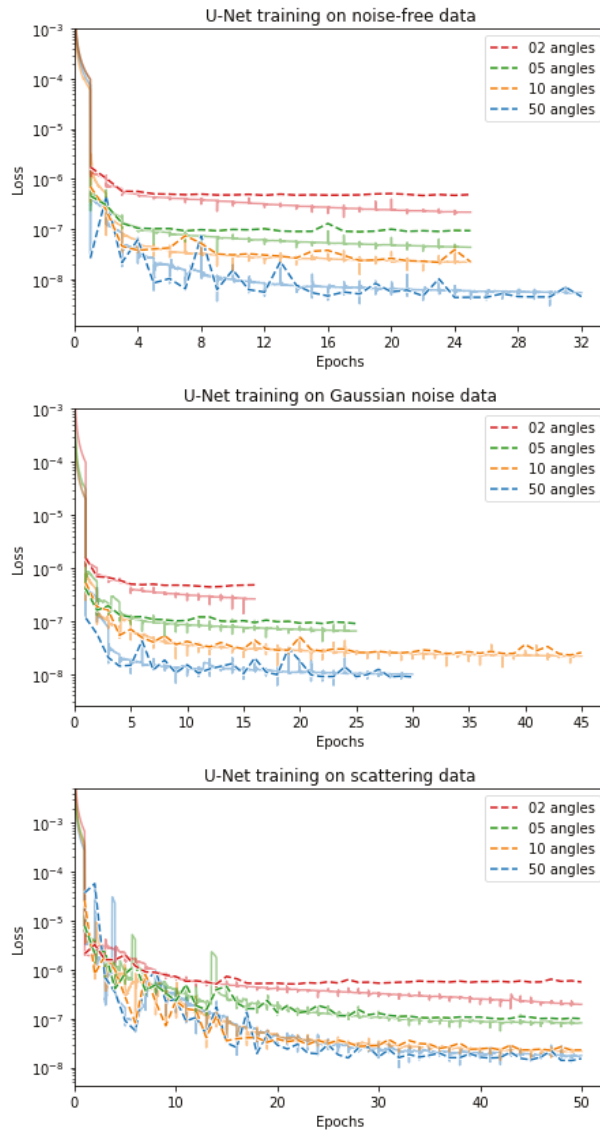 U-Net training on noise-free data
10⁻³
10⁻⁴
10⁻⁵
10⁻⁶
10⁻⁷
10⁻⁸
Loss
02 angles
05 angles
10 angles
50 angles
0 4 8 12 16 20 24 28 32
Epochs
U-Net training on Gaussian noise data
10⁻³
10⁻⁴
10⁻⁵
10⁻⁶
10⁻⁷
10⁻⁸
Loss
02 angles
05 angles
10 angles
50 angles
0 5 10 15 20 25 30 35 40 45
Epochs
U-Net training on scattering data
10⁻³
10⁻⁴
10⁻⁵
10⁻⁶
10⁻⁷
10⁻⁸
Loss
02 angles
05 angles
10 angles
50 angles
0 10 20 30 40 50
Epochs